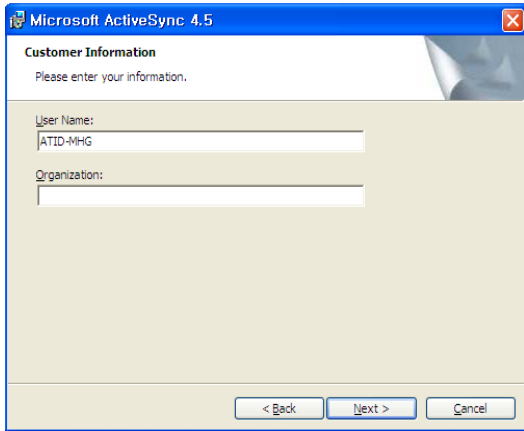 Microsoft ActiveSync 4.5
Customer Information
Please enter your information.
User Name:
ATID-MHG
Organization:
< Back Next > Cancel